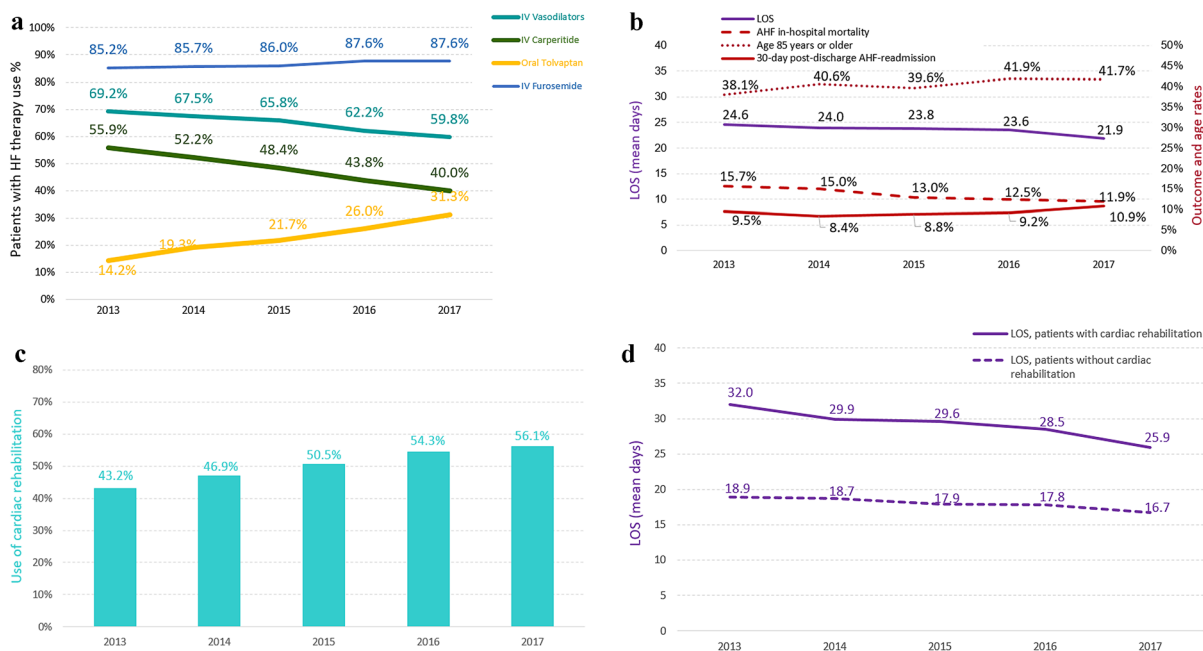 a
IV Vasodilators
IV Carperitide
Oral Tolvaptan
IV Furosemide
Patients with HF therapy use %
100%
90%
80%
70%
60%
50%
40%
30%
20%
10%
0%
85.2% 85.7% 86.0% 87.6% 87.6%
69.2% 67.5% 65.8% 62.2% 59.8%
55.9% 52.2% 48.4% 43.8% 40.0%
14.2% 19.3% 21.7% 26.0% 31.3%
2013 2014 2015 2016 2017
b
LOS
AHF in-hospital mortality
Age 85 years or older
30-day post-discharge AHF-readmission
LOS (mean days)
40
35
30
25
20
15
10
5
0
38.1% 40.6% 39.6% 41.9% 41.7%
24.6 24.0 23.8 23.6 21.9
15.7% 15.0% 13.0% 12.5% 11.9%
9.5% 8.4% 8.8% 9.2% 10.9%
2013 2014 2015 2016 2017
50%
45%
40%
35%
30%
25%
20%
15%
10%
5%
0%
Outcome and age rates
c
Use of cardiac rehabilitation
80%
70%
60%
50%
40%
30%
20%
10%
0%
43.2% 46.9% 50.5% 54.3% 56.1%
2013 2014 2015 2016 2017
d
LOS, patients with cardiac rehabilitation
LOS, patients without cardiac
rehabilitation
LOS (mean days)
40
35
30
25
20
15
10
5
0
32.0 29.9 29.6 28.5 25.9
18.9 18.7 17.9 17.8 16.7
2013 2014 2015 2016 2017